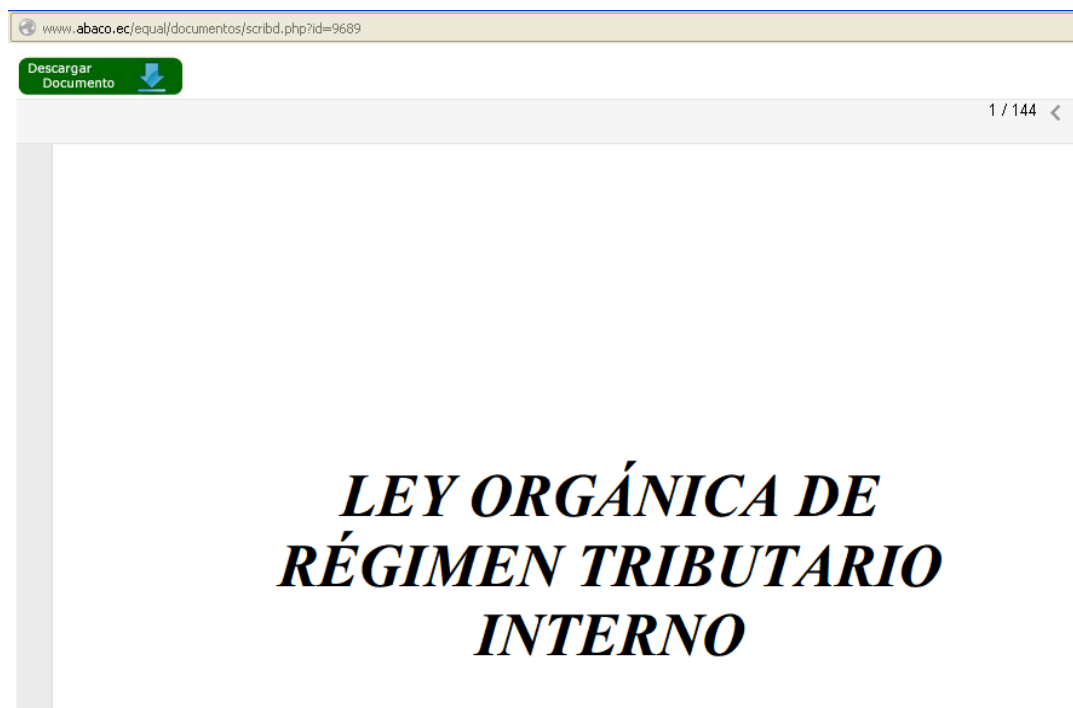 www.abaco.ec/equal/documentos/scribd.php?id=9689
Descargar
Documento
1 / 144
LEY ORGÁNICA DE
RÉGIMEN TRIBUTARIO
INTERNO